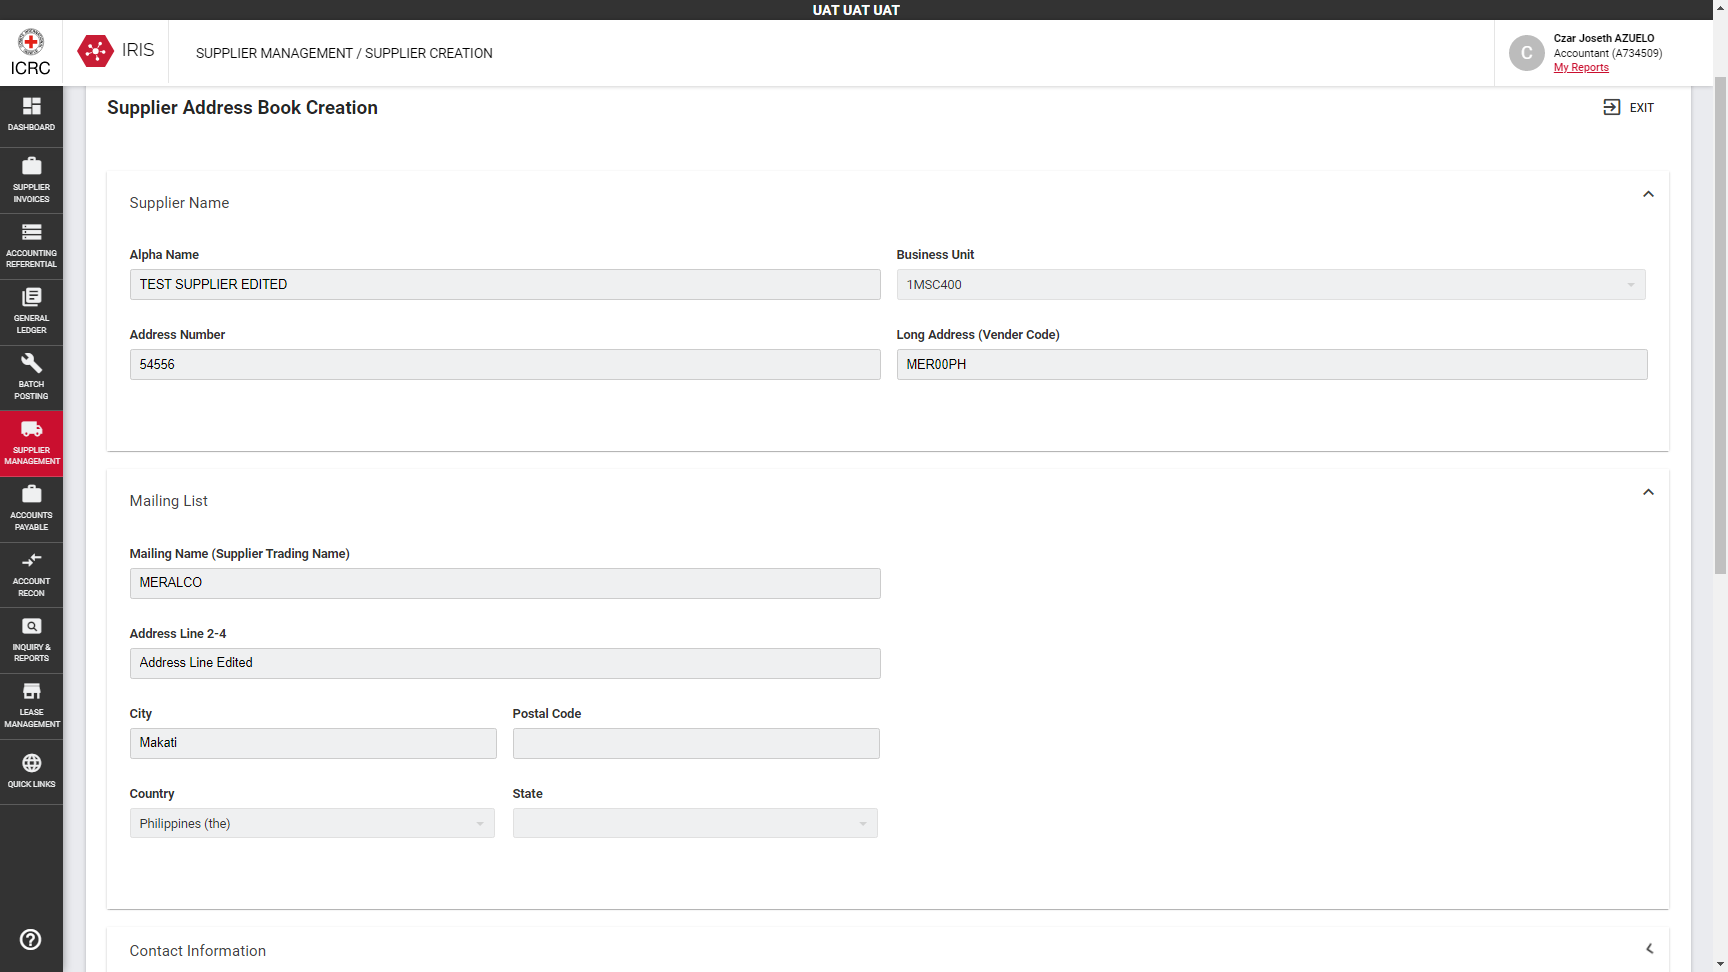 UAT UAT UAT
ICRC
IRIS
SUPPLIER MANAGEMENT / SUPPLIER CREATION
C
Czar Joseth AZUELO
Accountant (A734509)
My Reports
DASHBOARD
SUPPLIER
INVOICES
ACCOUNTING
REFERENTIAL
GENERAL
LEDGER
BATCH
POSTING
SUPPLIER
MANAGEMENT
ACCOUNTS
PAYABLE
ACCOUNT
RECON
INQUIRY &
REPORTS
LEASE
MANAGEMENT
QUICK LINKS
Supplier Address Book Creation
EXIT
Supplier Name
Alpha Name
Business Unit
TEST SUPPLIER EDITED
1MSC400
Address Number
Long Address (Vender Code)
54556
MER00PH
Mailing List
Mailing Name (Supplier Trading Name)
MERALCO
Address Line 2-4
Address Line Edited
City
Postal Code
Makati
Country
State
Philippines (the)
Contact Information